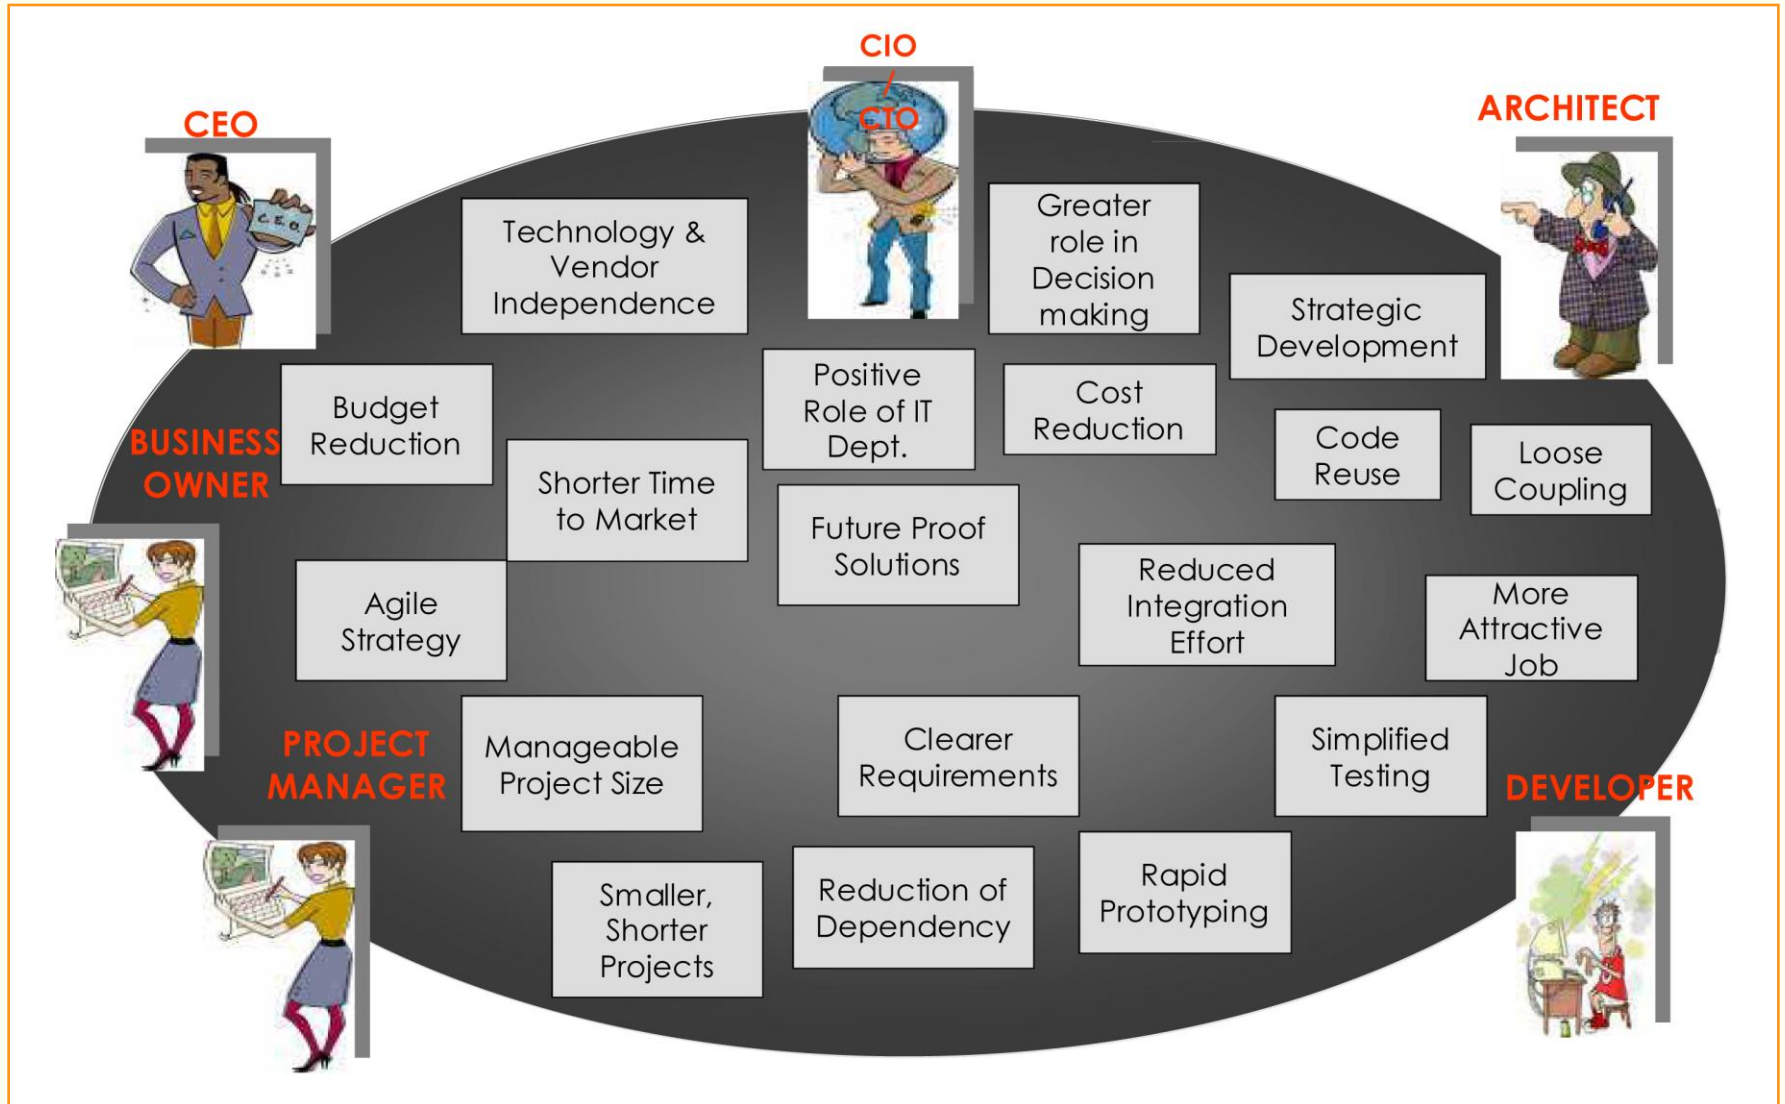 CIO
/
CTO
CEO
C.E.O.
ARCHITECT
Technology &
Vendor
Independence
Greater
role in
Decision
making
Strategic
Development
Budget
Reduction
Positive
Role of IT
Dept.
Cost
Reduction
BUSINESS
OWNER
Shorter Time
to Market
Code
Reuse
Loose
Coupling
Future Proof
Solutions
Agile
Strategy
Reduced
Integration
Effort
More
Attractive
Job
PROJECT
MANAGER
Manageable
Project Size
Clearer
Requirements
Simplified
Testing
DEVELOPER
Smaller,
Shorter
Projects
Reduction of
Dependency
Rapid
Prototyping